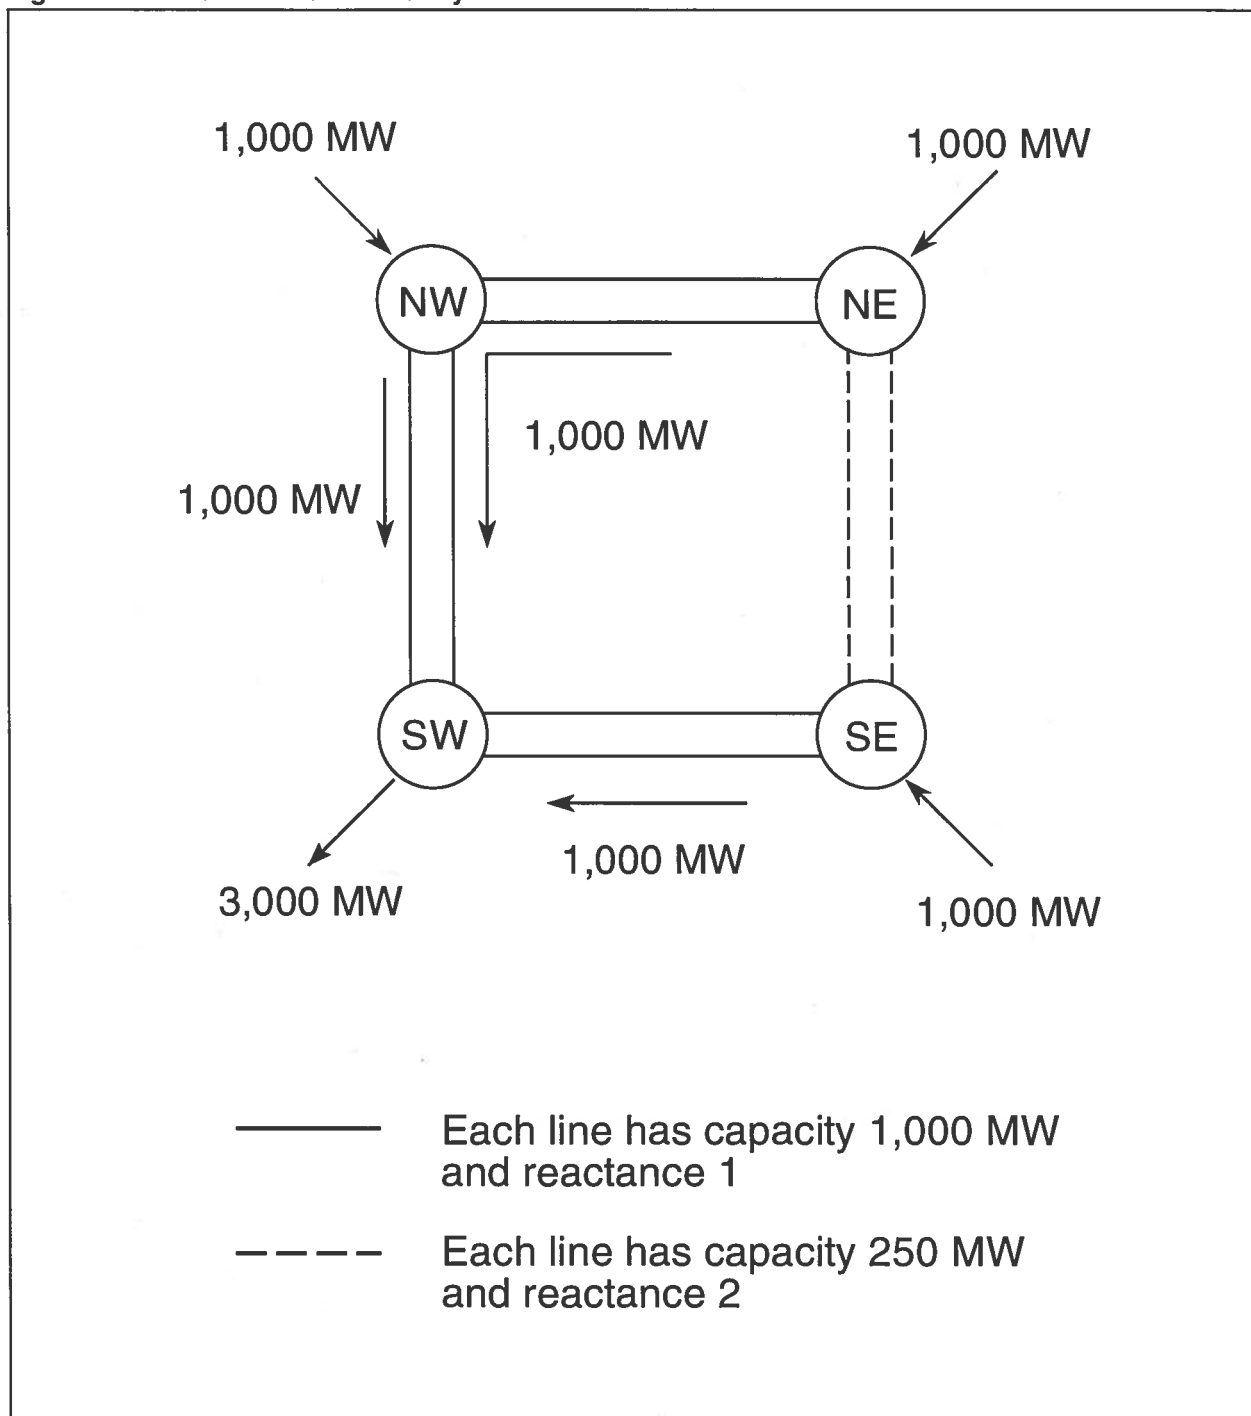 1,000 MW
1,000 MW
NW
NE
1,000 MW
1,000 MW
SW
SE
1,000 MW
3,000 MW
1,000 MW
Each line has capacity 1,000 MW
and reactance 1
Each line has capacity 250 MW
and reactance 2